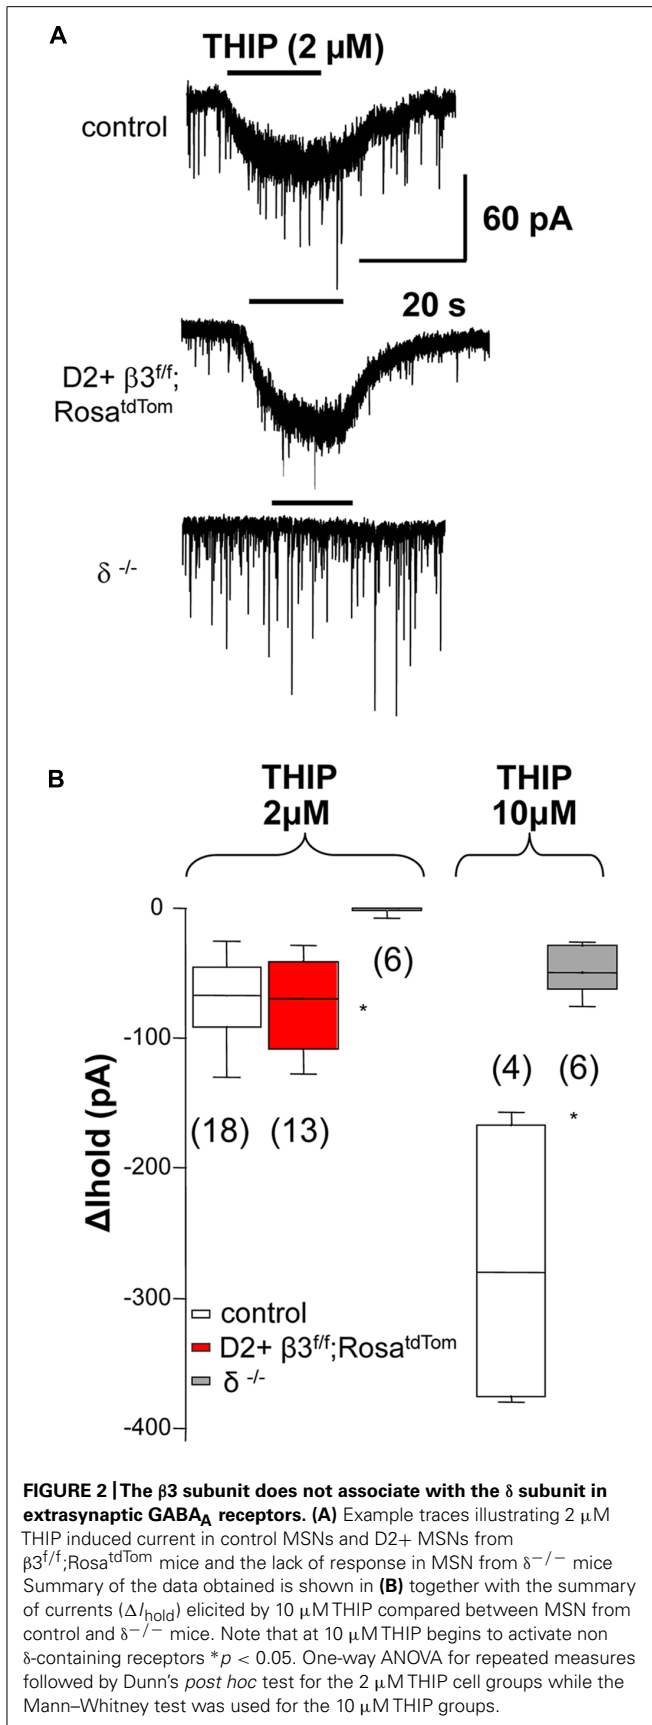 A
THIP (2 µM)
control
60 pA
20 s
D2+ β3f/f;
RosatdTom
δ -/-
B
THIP
2µM
THIP
10µM
0
-100
-200
-300
-400
ΔIhold (pA)
(6)
*
(4) (6)
*
(18) (13)
control
D2+ β3f/f;RosatdTom
δ -/-
FIGURE 2 | The β3 subunit does not associate with the δ subunit in
extrasynaptic GABAA receptors. (A) Example traces illustrating 2 µM
THIP induced current in control MSNs and D2+ MSNs from
β3f/f;RosatdTom mice and the lack of response in MSN from δ−/− mice
Summary of the data obtained is shown in (B) together with the summary
of currents (ΔIhold) elicited by 10 µM THIP compared between MSN from
control and δ−/− mice. Note that at 10 µM THIP begins to activate non
δ-containing receptors *p < 0.05. One-way ANOVA for repeated measures
followed by Dunn's post hoc test for the 2 µM THIP cell groups while the
Mann–Whitney test was used for the 10 µM THIP groups.